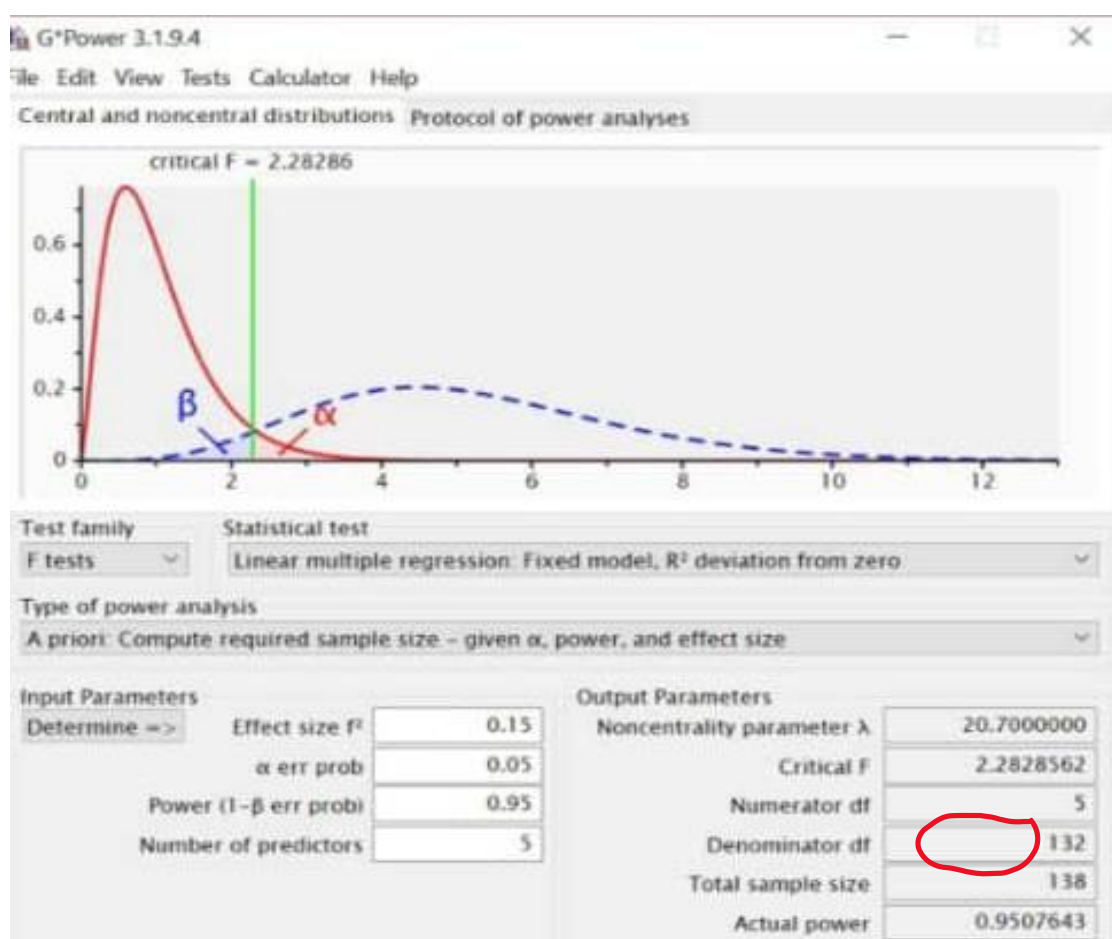 G*Power 3.1.9.4
File Edit View Tests Calculator Help
Central and noncentral distributions Protocol of power analyses
critical F = 2.28286
0.6
0.4
0.2
0
β
α
0 2 4 6 8 10 12
Test family Statistical test
F tests Linear multiple regression: Fixed model, R² deviation from zero
Type of power analysis
A priori: Compute required sample size – given α, power, and effect size
Input Parameters Output Parameters
Determine => Effect size f² 0.15 Noncentrality parameter λ 20.7000000
α err prob 0.05 Critical F 2.2828562
Power (1-β err prob) 0.95 Numerator df 5
Number of predictors 5 Denominator df 132
Total sample size 138
Actual power 0.9507643